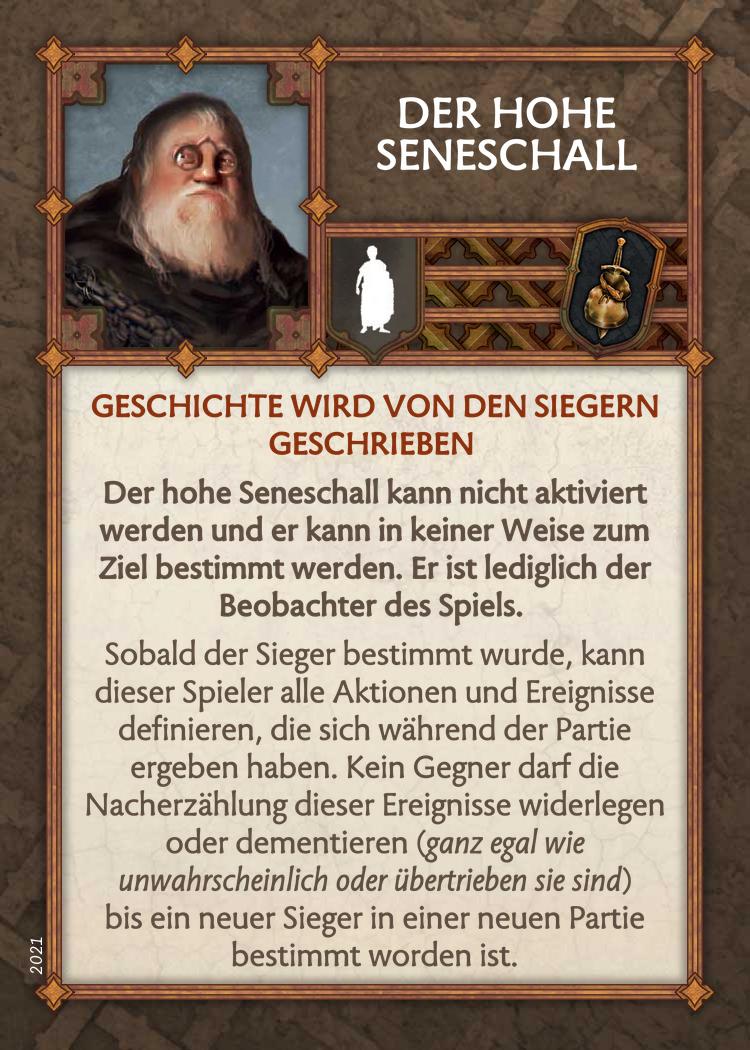 DER HOHE
SENESCHALL
GESCHICHTE WIRD VON DEN SIEGERN
GESCHRIEBEN
Der hohe Seneschall kann nicht aktiviert
werden und er kann in keiner Weise zum
Ziel bestimmt werden. Er ist lediglich der
Beobachter des Spiels.
Sobald der Sieger bestimmt wurde, kann
dieser Spieler alle Aktionen und Ereignisse
definieren, die sich während der Partie
ergeben haben. Kein Gegner darf die
Nacherzählung dieser Ereignisse widerlegen
oder dementieren (ganz egal wie
unwahrscheinlich oder übertrieben sie sind)
bis ein neuer Sieger in einer neuen Partie
bestimmt worden ist.
2021